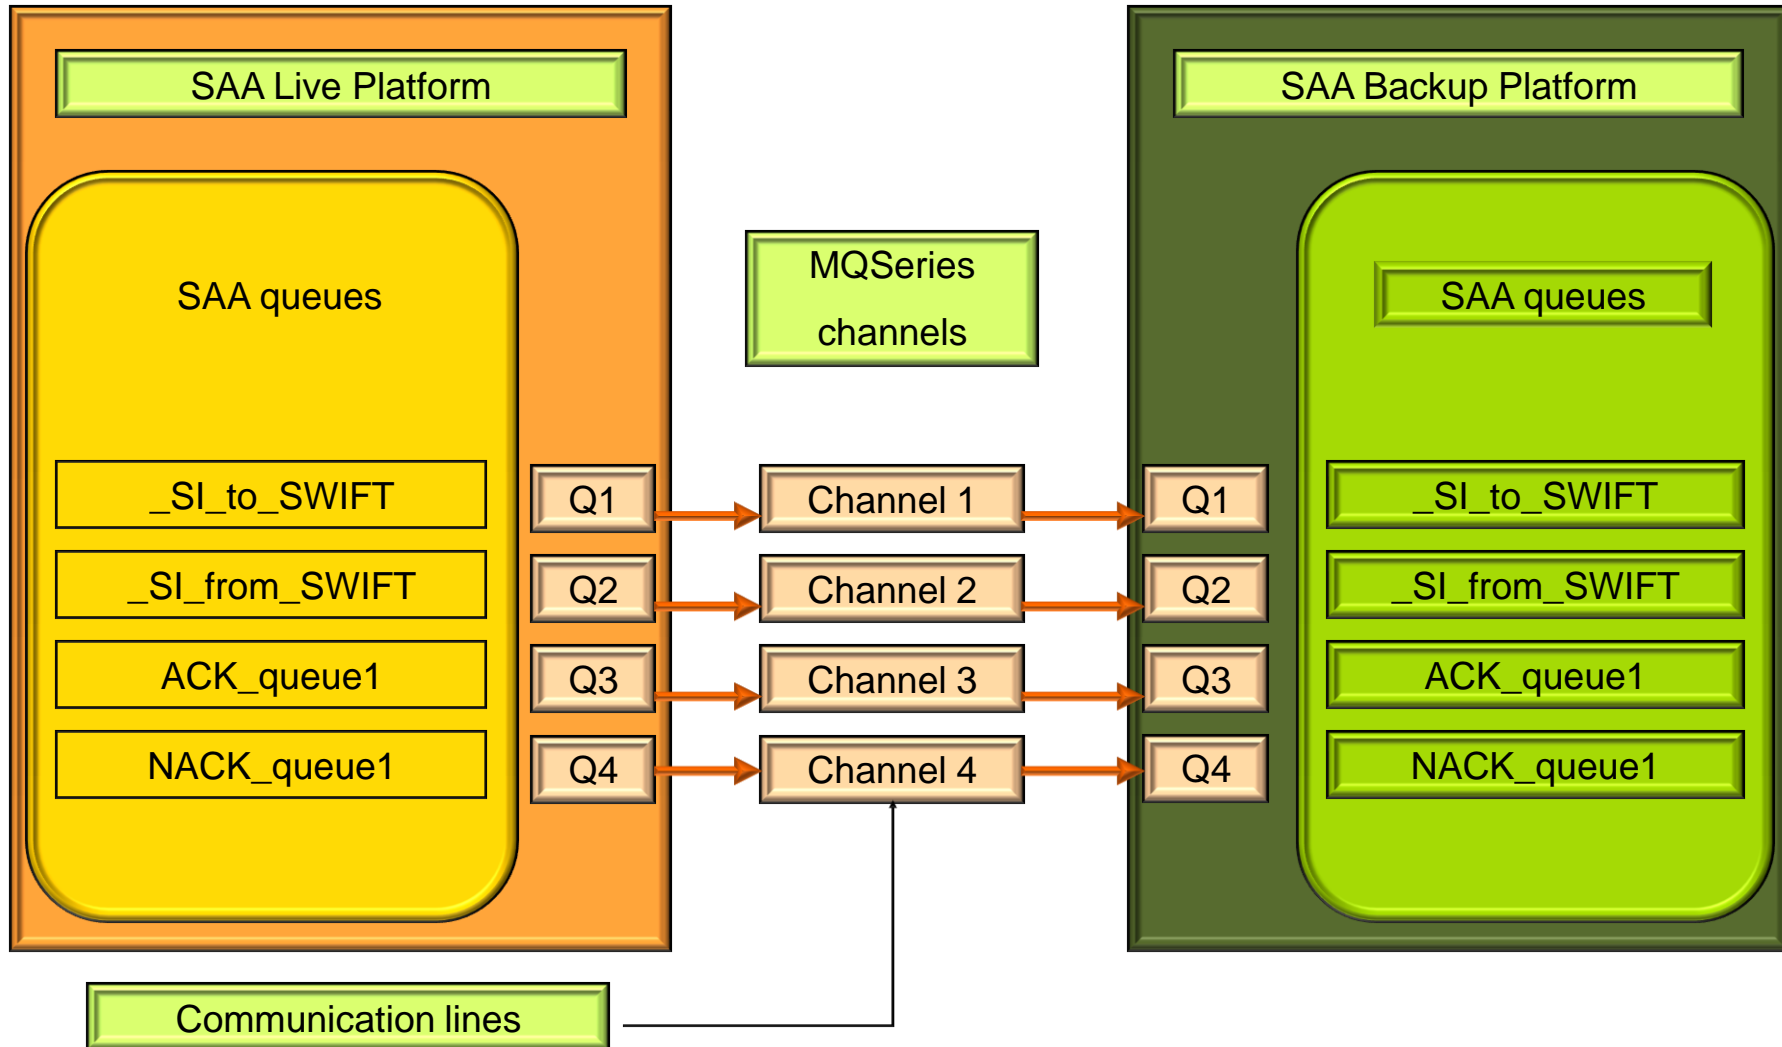 SAA Live Platform
SAA Backup Platform
SAA queues
MQSeries
channels
SAA queues
_SI_to_SWIFT
Q1
Channel 1
Q1
_SI_to_SWIFT
_SI_from_SWIFT
Q2
Channel 2
Q2
_SI_from_SWIFT
ACK_queue1
Q3
Channel 3
Q3
ACK_queue1
NACK_queue1
Q4
Channel 4
Q4
NACK_queue1
Communication lines